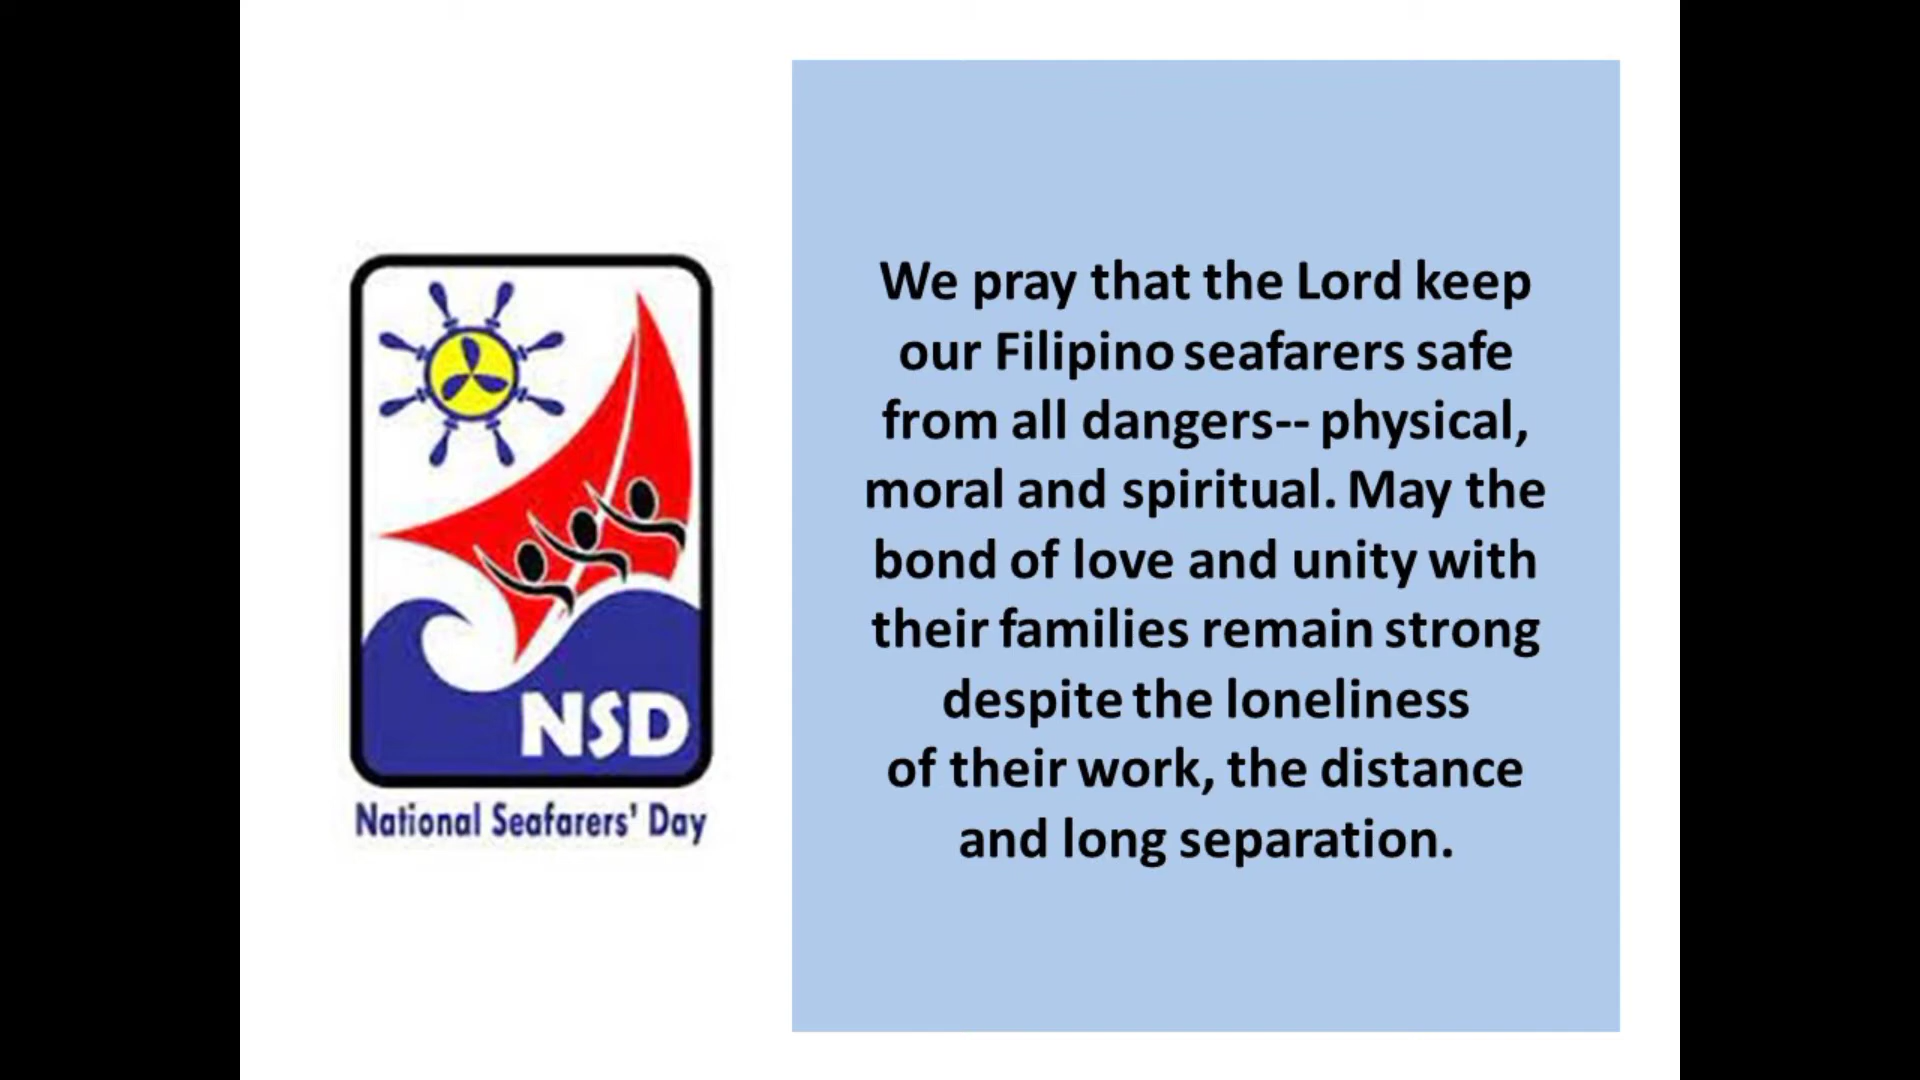 NSD
National Seafarers' Day
We pray that the Lord keep
our Filipino seafarers safe
from all dangers-- physical,
moral and spiritual. May the
bond of love and unity with
their families remain strong
despite the loneliness
of their work, the distance
and long separation.